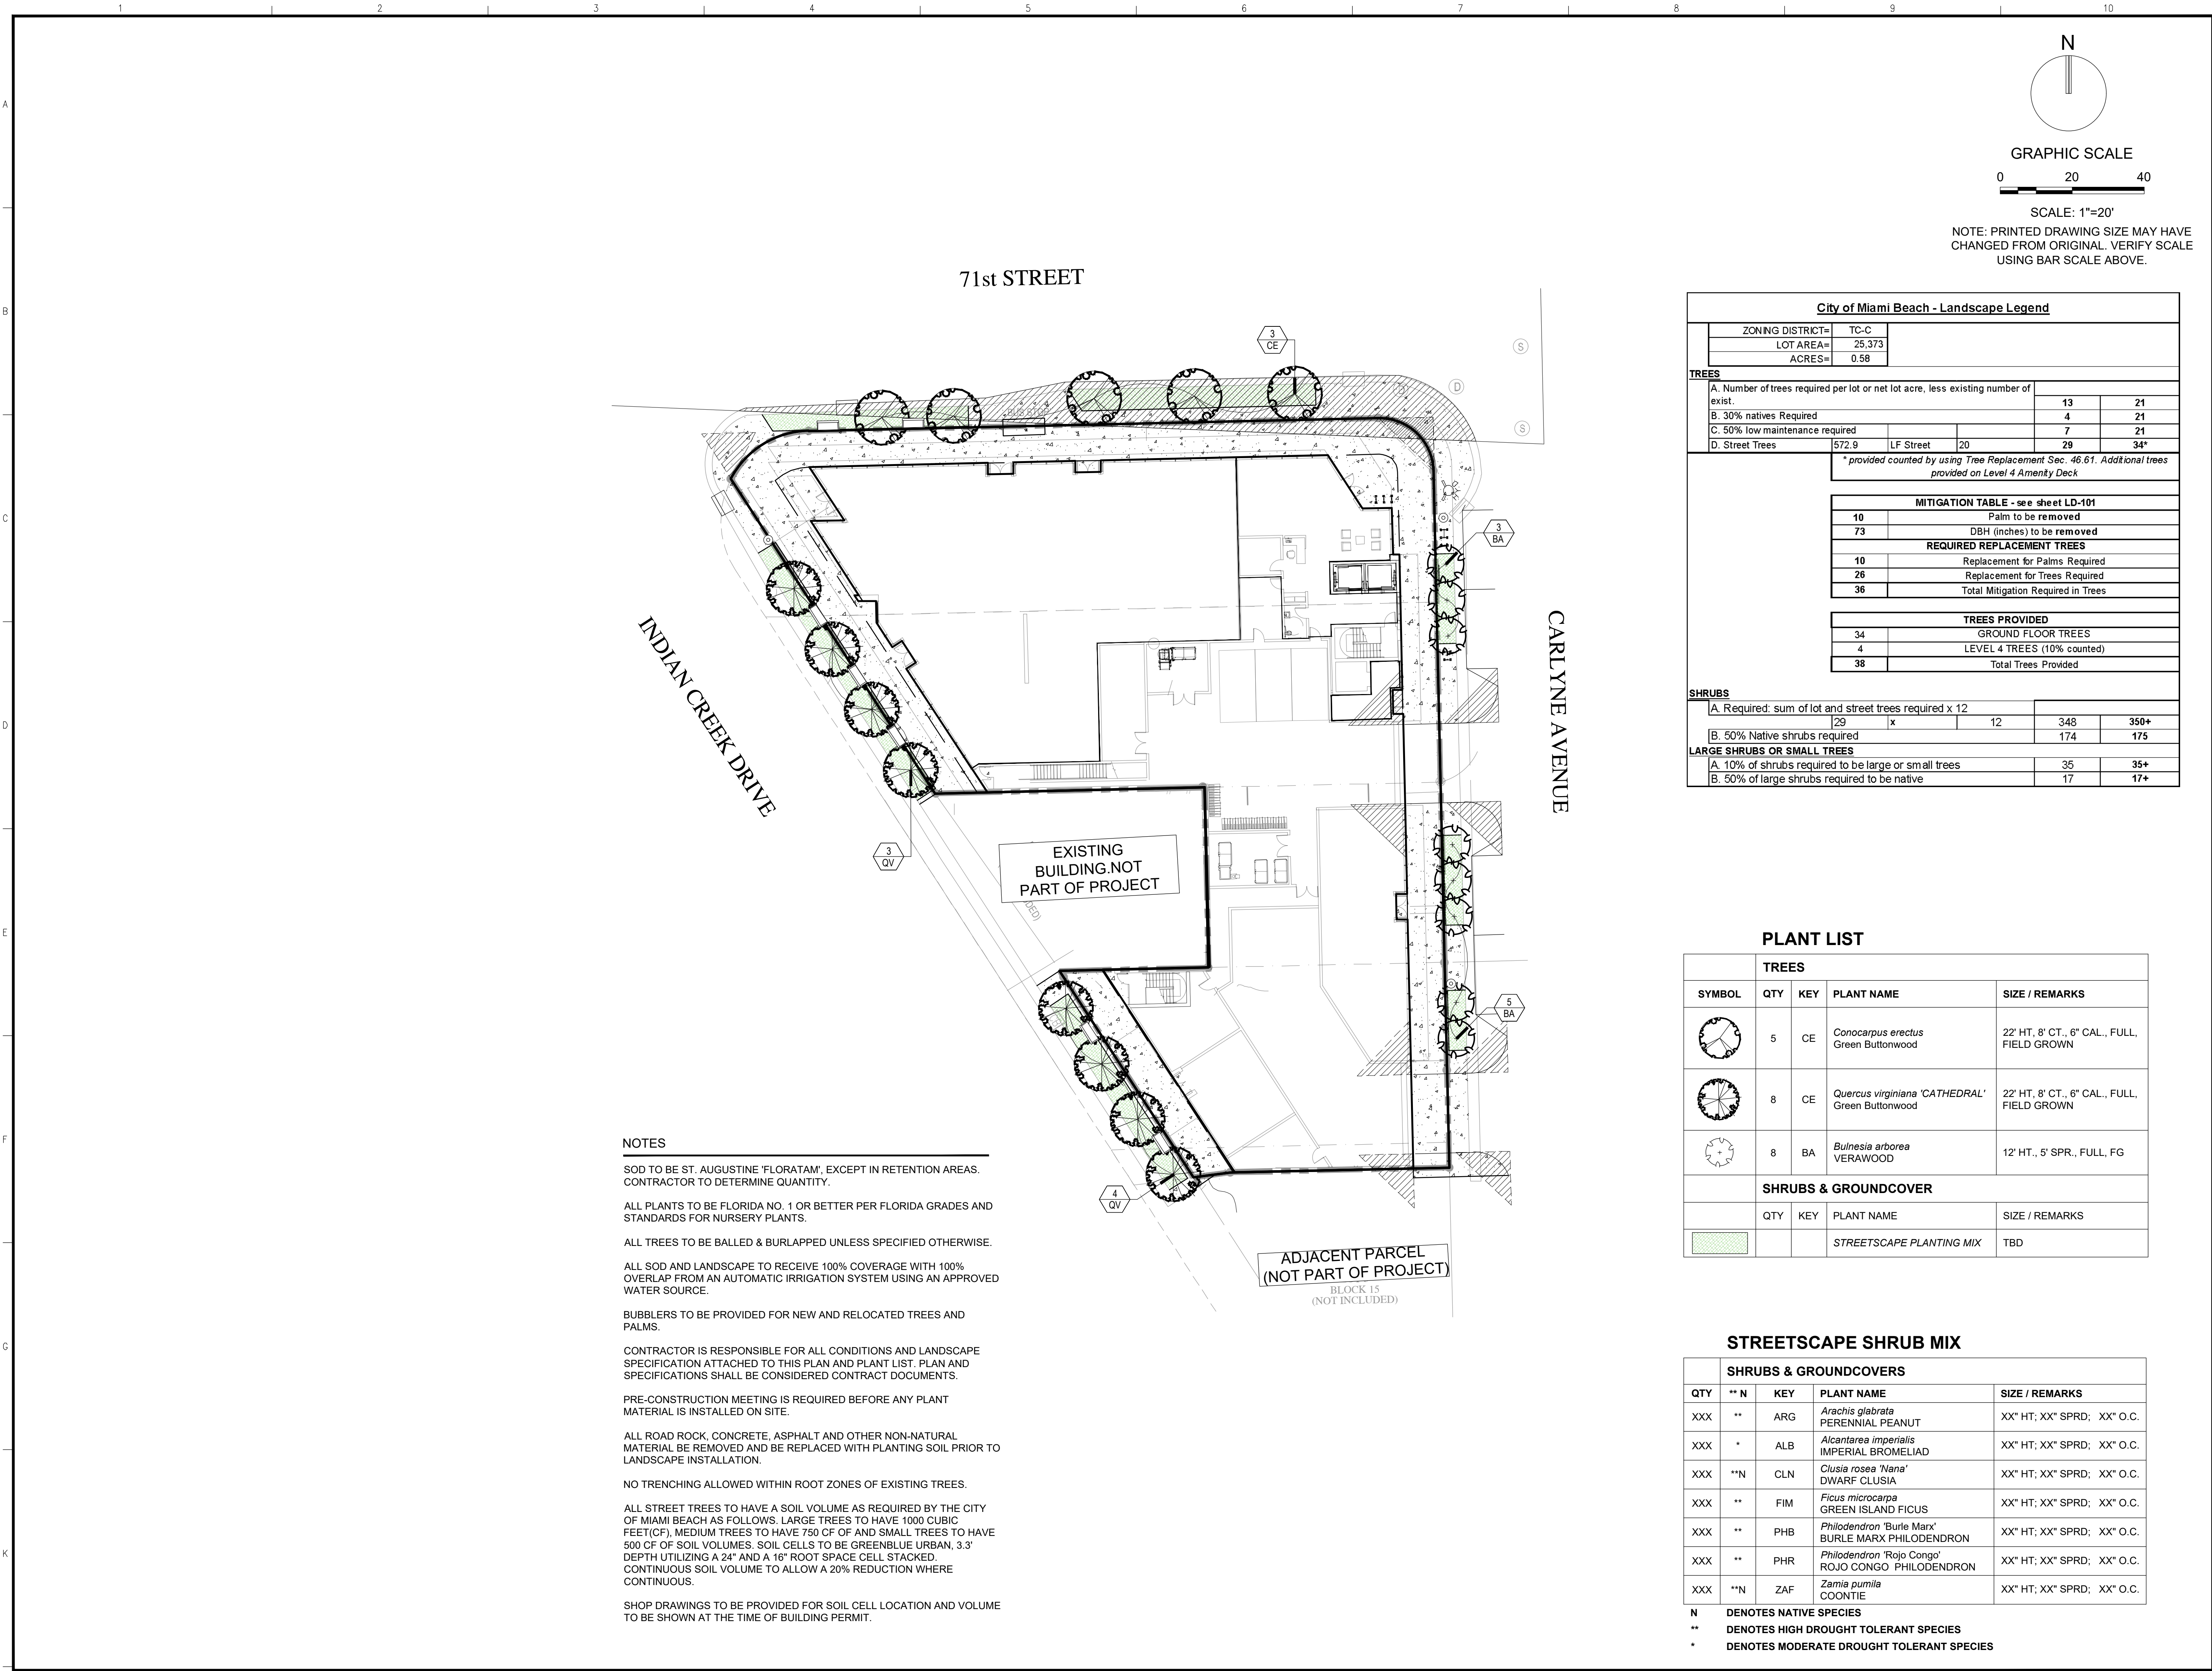 1 2 3 4 5 6 7 8 9 10
A
B
C
D
E
F
G
K
N
GRAPHIC SCALE
0 20 40
SCALE: 1"=20'
NOTE: PRINTED DRAWING SIZE MAY HAVE
CHANGED FROM ORIGINAL. VERIFY SCALE
USING BAR SCALE ABOVE.
71st STREET
3
CE
S
D
S
BUS STOP
3
BA
INDIAN CREEK DRIVE
CARLYNE AVENUE
3
QV
EXISTING
BUILDING.NOT
PART OF PROJECT
5
BA
4
QV
ADJACENT PARCEL
(NOT PART OF PROJECT)
BLOCK 15
(NOT INCLUDED)
City of Miami Beach - Landscape Legend
ZONING DISTRICT= TC-C
LOT AREA= 25,373
ACRES= 0.58
TREES
A. Number of trees required per lot or net lot acre, less existing number of
exist. 13 21
B. 30% natives Required 4 21
C. 50% low maintenance required 7 21
D. Street Trees 572.9 LF Street 20 29 34*
* provided counted by using Tree Replacement Sec. 46.61. Additional trees
provided on Level 4 Amenity Deck
MITIGATION TABLE - see sheet LD-101
10 Palm to be removed
73 DBH (inches) to be removed
REQUIRED REPLACEMENT TREES
10 Replacement for Palms Required
26 Replacement for Trees Required
36 Total Mitigation Required in Trees
TREES PROVIDED
34 GROUND FLOOR TREES
4 LEVEL 4 TREES (10% counted)
38 Total Trees Provided
SHRUBS
A. Required: sum of lot and street trees required x 12
29 x 12 348 350+
B. 50% Native shrubs required 174 175
LARGE SHRUBS OR SMALL TREES
A. 10% of shrubs required to be large or small trees 35 35+
B. 50% of large shrubs required to be native 17 17+
PLANT LIST
TREES
SYMBOL QTY KEY PLANT NAME SIZE / REMARKS
5 CE Conocarpus erectus
Green Buttonwood
22' HT, 8' CT., 6" CAL., FULL,
FIELD GROWN
8 CE Quercus virginiana 'CATHEDRAL'
Green Buttonwood
22' HT, 8' CT., 6" CAL., FULL,
FIELD GROWN
8 BA Bulnesia arborea
VERAWOOD
12' HT., 5' SPR., FULL, FG
SHRUBS & GROUNDCOVER
QTY KEY PLANT NAME SIZE / REMARKS
STREETSCAPE PLANTING MIX TBD
STREETSCAPE SHRUB MIX
SHRUBS & GROUNDCOVERS
QTY ** N KEY PLANT NAME SIZE / REMARKS
XXX ** ARG Arachis glabrata
PERENNIAL PEANUT
XX" HT; XX" SPRD; XX" O.C.
XXX * ALB Alcantarea imperialis
IMPERIAL BROMELIAD
XX" HT; XX" SPRD; XX" O.C.
XXX **N CLN Clusia rosea 'Nana'
DWARF CLUSIA
XX" HT; XX" SPRD; XX" O.C.
XXX ** FIM Ficus microcarpa
GREEN ISLAND FICUS
XX" HT; XX" SPRD; XX" O.C.
XXX ** PHB Philodendron 'Burle Marx'
BURLE MARX PHILODENDRON
XX" HT; XX" SPRD; XX" O.C.
XXX ** PHR Philodendron 'Rojo Congo'
ROJO CONGO PHILODENDRON
XX" HT; XX" SPRD; XX" O.C.
XXX **N ZAF Zamia pumila
COONTIE
XX" HT; XX" SPRD; XX" O.C.
N DENOTES NATIVE SPECIES
** DENOTES HIGH DROUGHT TOLERANT SPECIES
* DENOTES MODERATE DROUGHT TOLERANT SPECIES
NOTES
SOD TO BE ST. AUGUSTINE 'FLORATAM', EXCEPT IN RETENTION AREAS.
CONTRACTOR TO DETERMINE QUANTITY.
ALL PLANTS TO BE FLORIDA NO. 1 OR BETTER PER FLORIDA GRADES AND
STANDARDS FOR NURSERY PLANTS.
ALL TREES TO BE BALLED & BURLAPPED UNLESS SPECIFIED OTHERWISE.
ALL SOD AND LANDSCAPE TO RECEIVE 100% COVERAGE WITH 100%
OVERLAP FROM AN AUTOMATIC IRRIGATION SYSTEM USING AN APPROVED
WATER SOURCE.
BUBBLERS TO BE PROVIDED FOR NEW AND RELOCATED TREES AND
PALMS.
CONTRACTOR IS RESPONSIBLE FOR ALL CONDITIONS AND LANDSCAPE
SPECIFICATION ATTACHED TO THIS PLAN AND PLANT LIST. PLAN AND
SPECIFICATIONS SHALL BE CONSIDERED CONTRACT DOCUMENTS.
PRE-CONSTRUCTION MEETING IS REQUIRED BEFORE ANY PLANT
MATERIAL IS INSTALLED ON SITE.
ALL ROAD ROCK, CONCRETE, ASPHALT AND OTHER NON-NATURAL
MATERIAL BE REMOVED AND BE REPLACED WITH PLANTING SOIL PRIOR TO
LANDSCAPE INSTALLATION.
NO TRENCHING ALLOWED WITHIN ROOT ZONES OF EXISTING TREES.
ALL STREET TREES TO HAVE A SOIL VOLUME AS REQUIRED BY THE CITY
OF MIAMI BEACH AS FOLLOWS. LARGE TREES TO HAVE 1000 CUBIC
FEET(CF), MEDIUM TREES TO HAVE 750 CF OF AND SMALL TREES TO HAVE
500 CF OF SOIL VOLUMES. SOIL CELLS TO BE GREENBLUE URBAN, 3.3'
DEPTH UTILIZING A 24" AND A 16" ROOT SPACE CELL STACKED.
CONTINUOUS SOIL VOLUME TO ALLOW A 20% REDUCTION WHERE
CONTINUOUS.
SHOP DRAWINGS TO BE PROVIDED FOR SOIL CELL LOCATION AND VOLUME
TO BE SHOWN AT THE TIME OF BUILDING PERMIT.